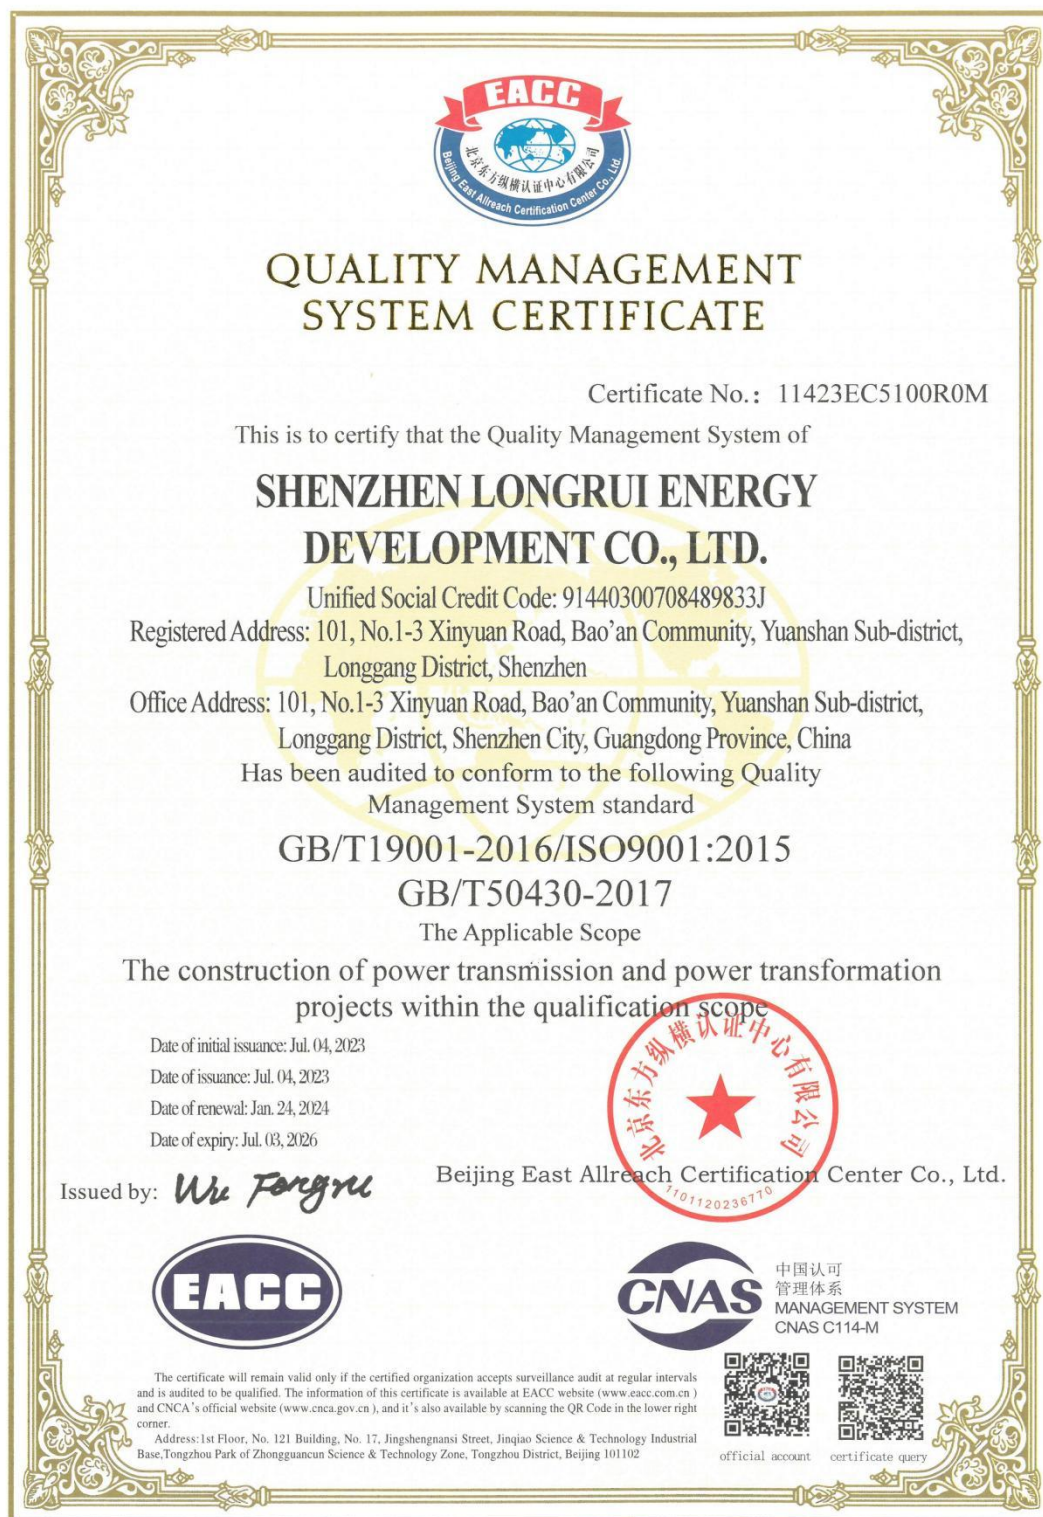 EACC
北京东方纵横认证中心有限公司
Beijing East Allreach Certification Center Co., Ltd.
QUALITY MANAGEMENT
SYSTEM CERTIFICATE
Certificate No.: 11423EC5100R0M
This is to certify that the Quality Management System of
SHENZHEN LONGRUI ENERGY
DEVELOPMENT CO., LTD.
Unified Social Credit Code: 91440300708489833J
Registered Address: 101, No.1-3 Xinyuan Road, Bao'an Community, Yuanshan Sub-district,
Longgang District, Shenzhen
Office Address: 101, No.1-3 Xinyuan Road, Bao'an Community, Yuanshan Sub-district,
Longgang District, Shenzhen City, Guangdong Province, China
Has been audited to conform to the following Quality
Management System standard
GB/T19001-2016/ISO9001:2015
GB/T50430-2017
The Applicable Scope
The construction of power transmission and power transformation
projects within the qualification scope
Date of initial issuance: Jul. 04, 2023
Date of issuance: Jul. 04, 2023
Date of renewal: Jan. 24, 2024
Date of expiry: Jul. 03, 2026
北京东方纵横认证中心有限公司
1101120236770
Issued by: Wu Fongru
Beijing East Allreach Certification Center Co., Ltd.
EACC
CNAS
中国认可
管理体系
MANAGEMENT SYSTEM
CNAS C114-M
The certificate will remain valid only if the certified organization accepts surveillance audit at regular intervals
and is audited to be qualified. The information of this certificate is available at EACC website (www.eacc.com.cn )
and CNCA's official website (www.cnca.gov.cn ), and it's also available by scanning the QR Code in the lower right
corner.
Address:1st Floor, No. 121 Building, No. 17, Jingshengnansi Street, Jinqiao Science & Technology Industrial
Base,Tongzhou Park of Zhongguancun Science & Technology Zone, Tongzhou District, Beijing 101102
official account
certificate query